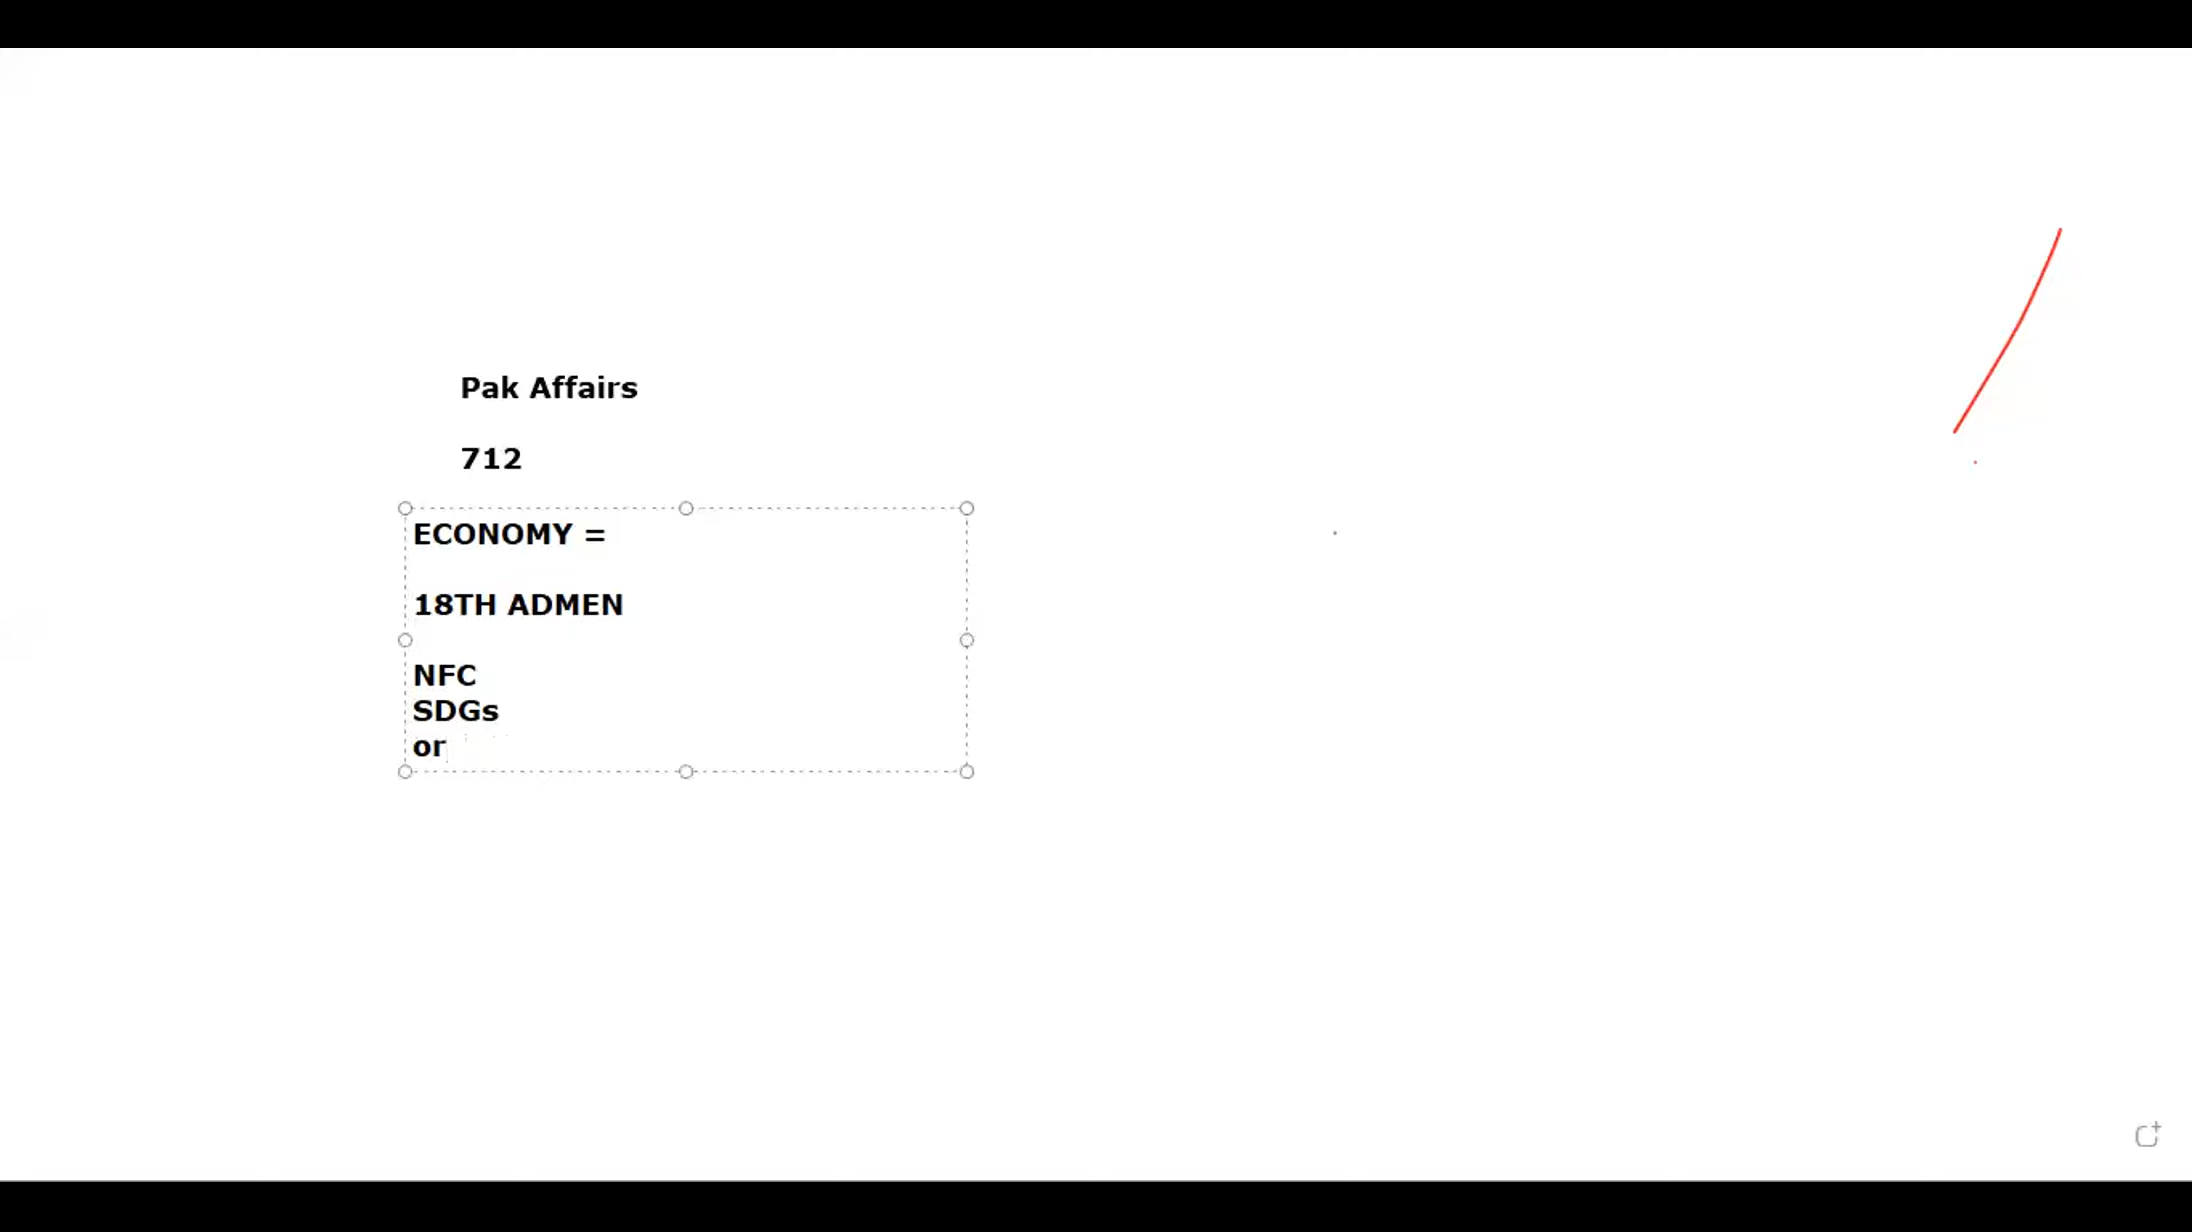 Pak Affairs
712
ECONOMY =
18TH ADMEN
NFC
SDGs
or